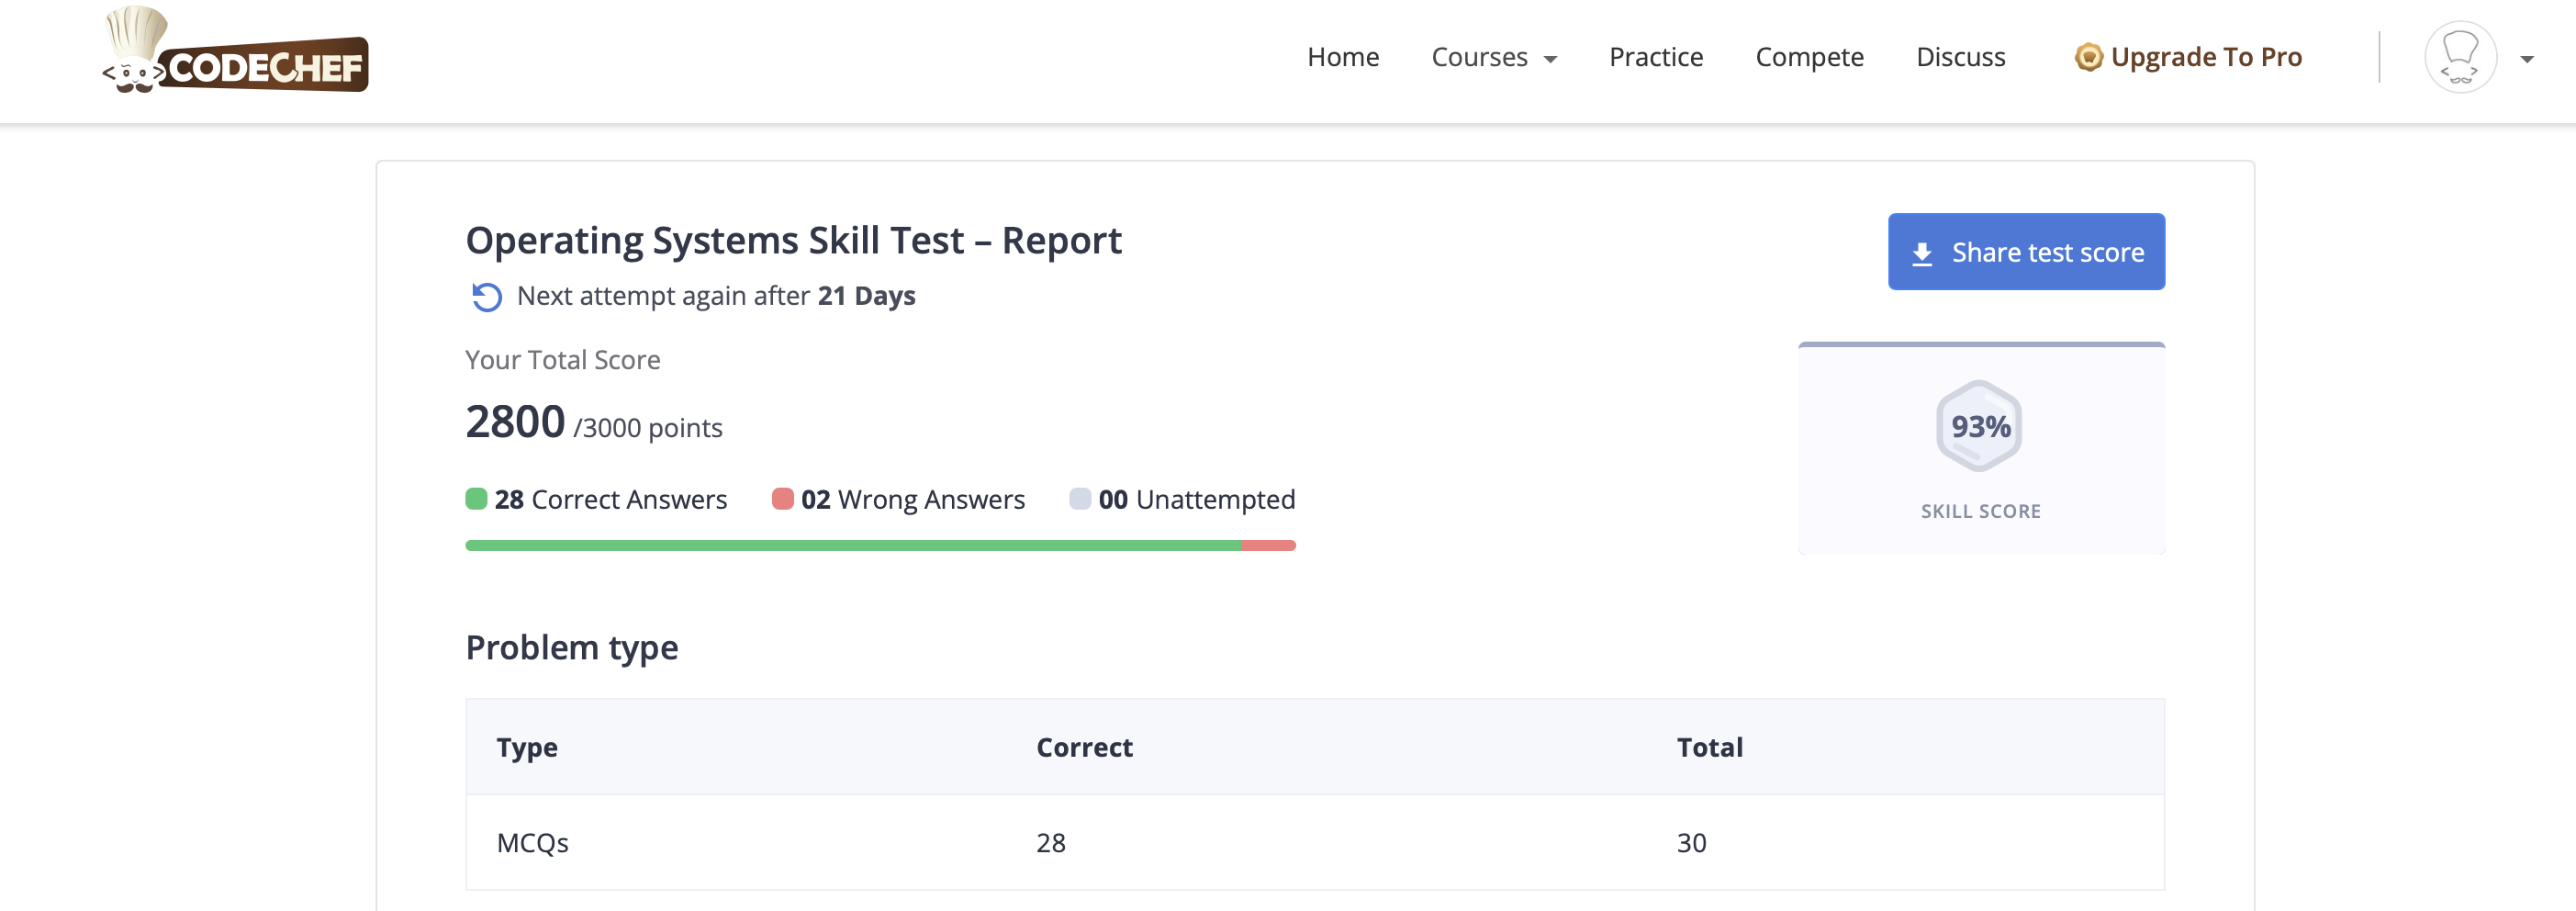 CODECHEF
Home Courses Practice Compete Discuss Upgrade To Pro
Operating Systems Skill Test – Report
Share test score
Next attempt again after 21 Days
Your Total Score
2800 /3000 points
93%
SKILL SCORE
28 Correct Answers 02 Wrong Answers 00 Unattempted
Problem type
Type Correct Total
MCQs 28 30